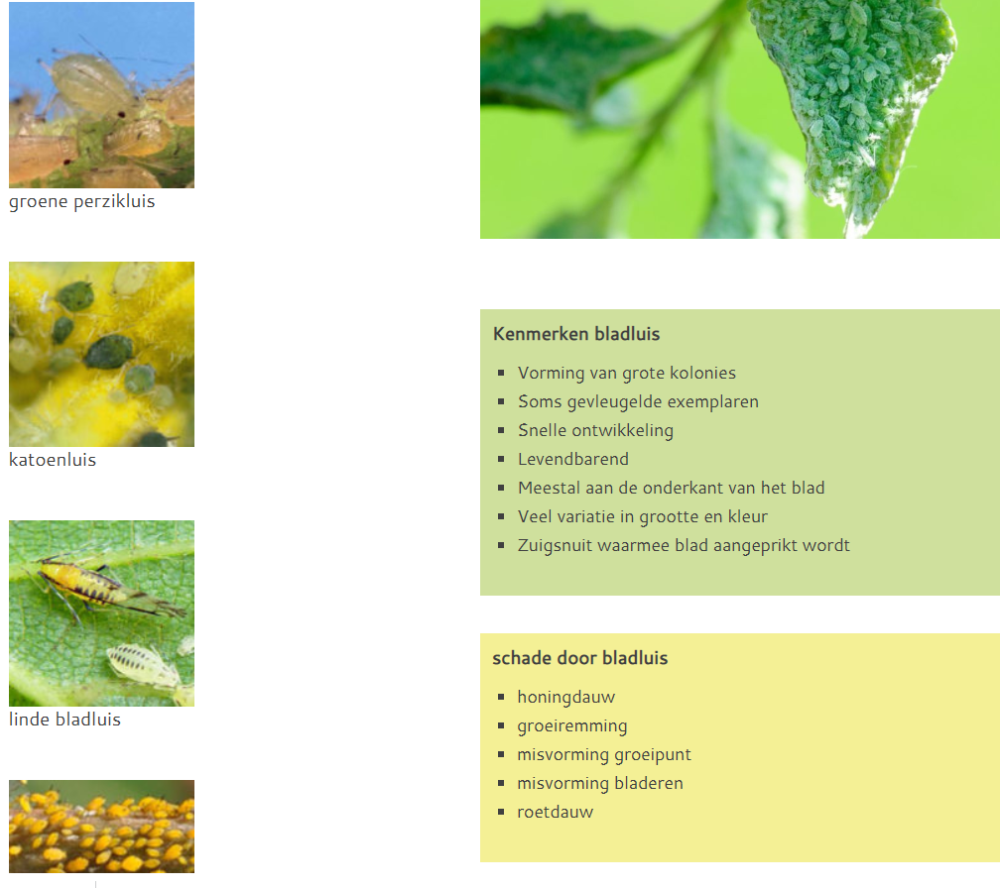 groene perzikluis
katoenluis
linde bladluis
Kenmerken bladluis
Vorming van grote kolonies
Soms gevleugelde exemplaren
Snelle ontwikkeling
Levendbarend
Meestal aan de onderkant van het blad
Veel variatie in grootte en kleur
Zuigsnuit waarmee blad aangeprikt wordt
schade door bladluis
honingdauw
groeiremming
misvorming groeipunt
misvorming bladeren
roetdauw